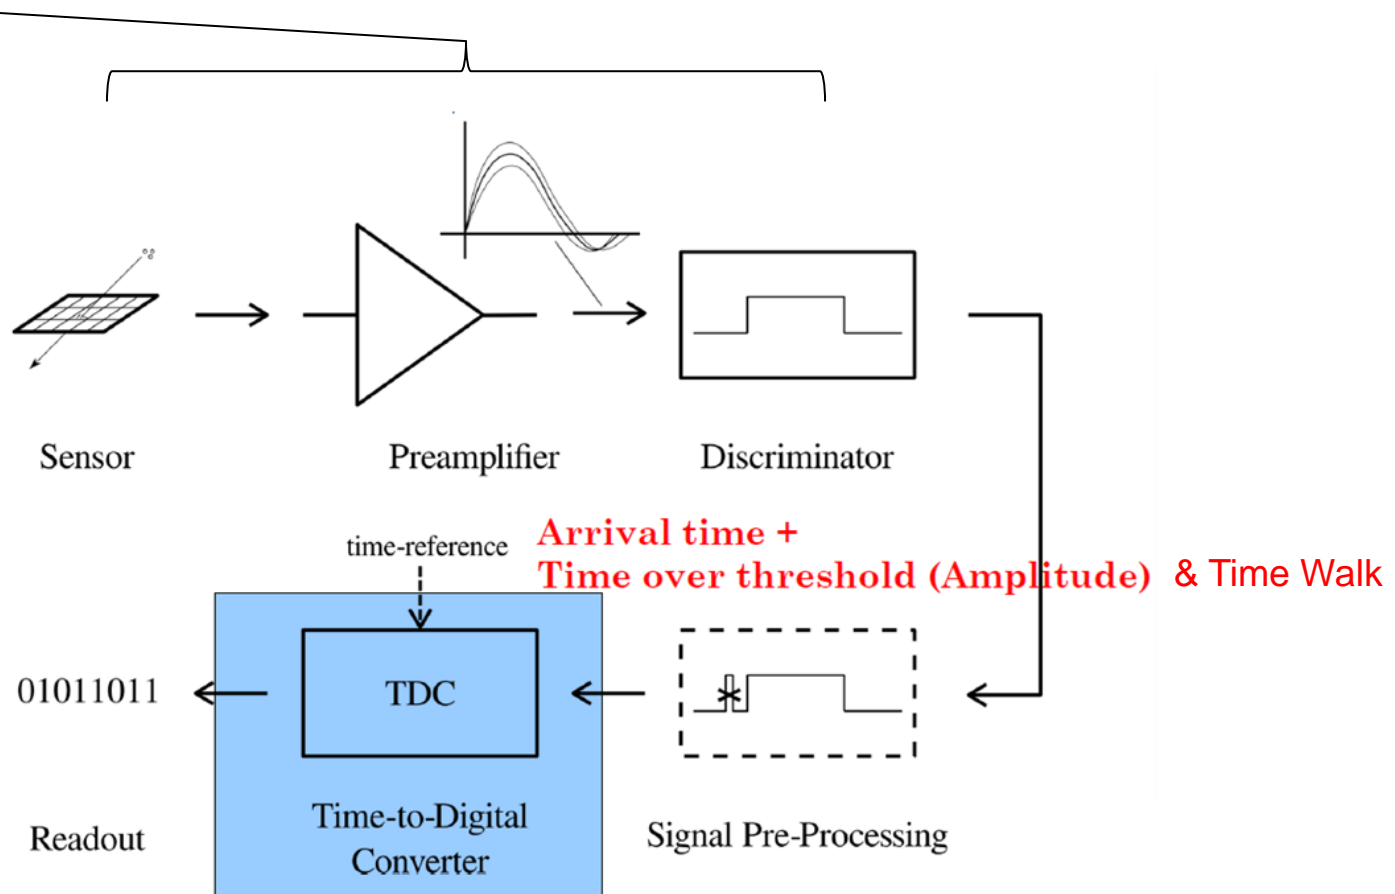 Sensor
Preamplifier
Discriminator
time-reference
Arrival time +
Time over threshold (Amplitude) & Time Walk
01011011
TDC
Readout
Time-to-Digital
Converter
Signal Pre-Processing